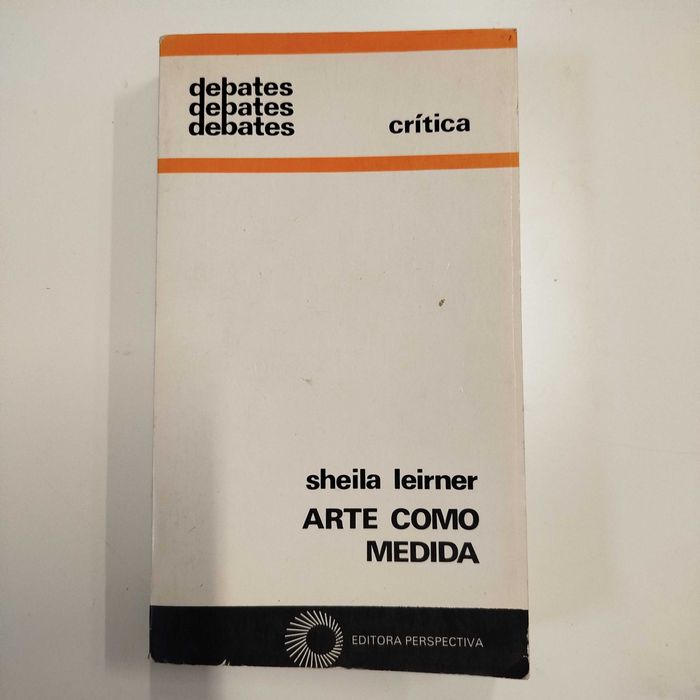 debates
debates
debates
crítica
sheila leirner
ARTE COMO
MEDIDA
EDITORA PERSPECTIVA